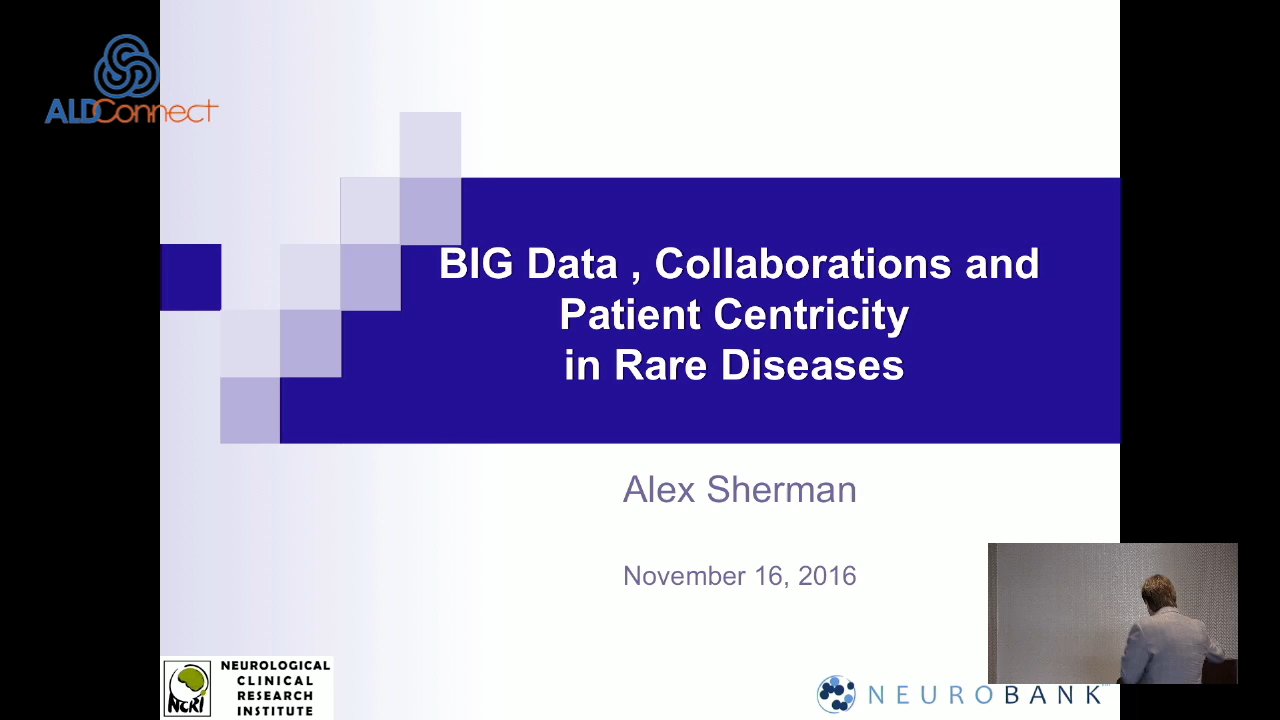 ALDConnect
BIG Data , Collaborations and
Patient Centricity
in Rare Diseases
Alex Sherman
November 16, 2016
NCRI
NEUROLOGICAL
CLINICAL
RESEARCH
INSTITUTE
NEUROBANK